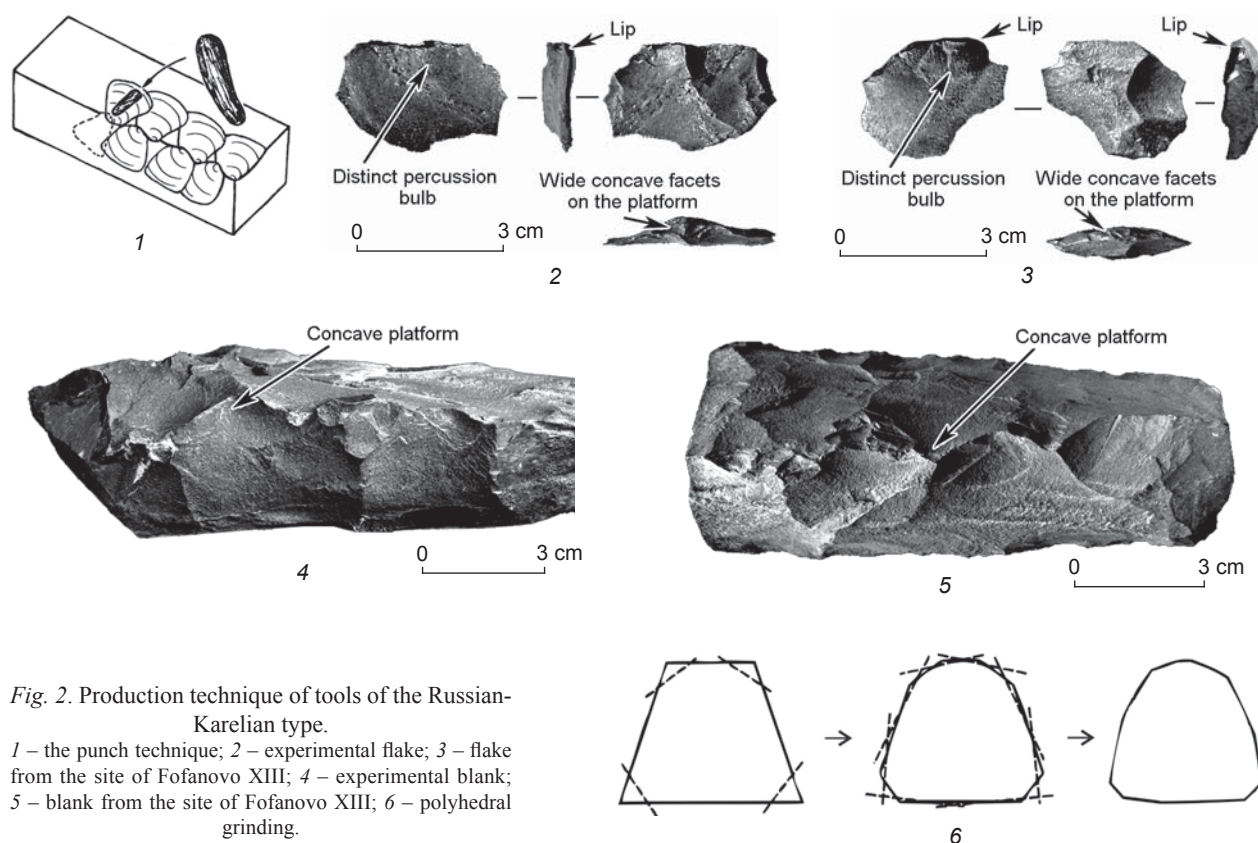 Lip
Distinct percussion
bulb
Wide concave facets
on the platform
0 3 cm
1
2
Lip
Distinct percussion
bulb
Wide concave facets
on the platform
0 3 cm
3
Concave platform
0 3 cm
4
Concave platform
0 3 cm
5
Fig. 2. Production technique of tools of the Russian-
Karelian type.
1 – the punch technique; 2 – experimental flake; 3 – flake
from the site of Fofanovo XIII; 4 – experimental blank;
5 – blank from the site of Fofanovo XIII; 6 – polyhedral
grinding.
6